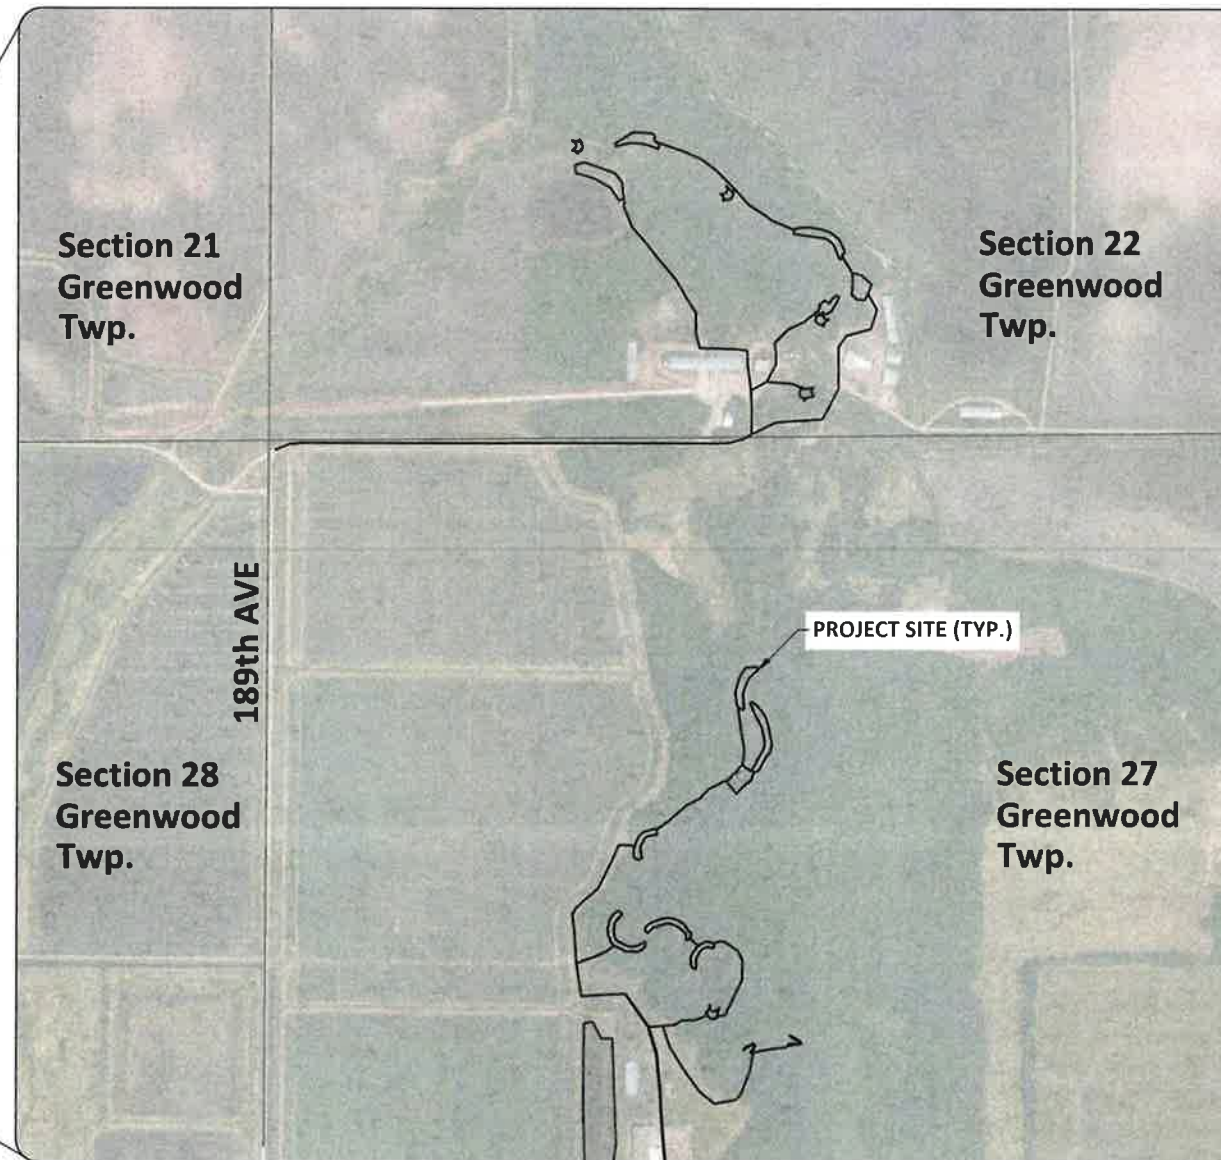 Section 21
Greenwood
Twp.
Section 22
Greenwood
Twp.
189th AVE
PROJECT SITE (TYP.)
Section 28
Greenwood
Twp.
Section 27
Greenwood
Twp.